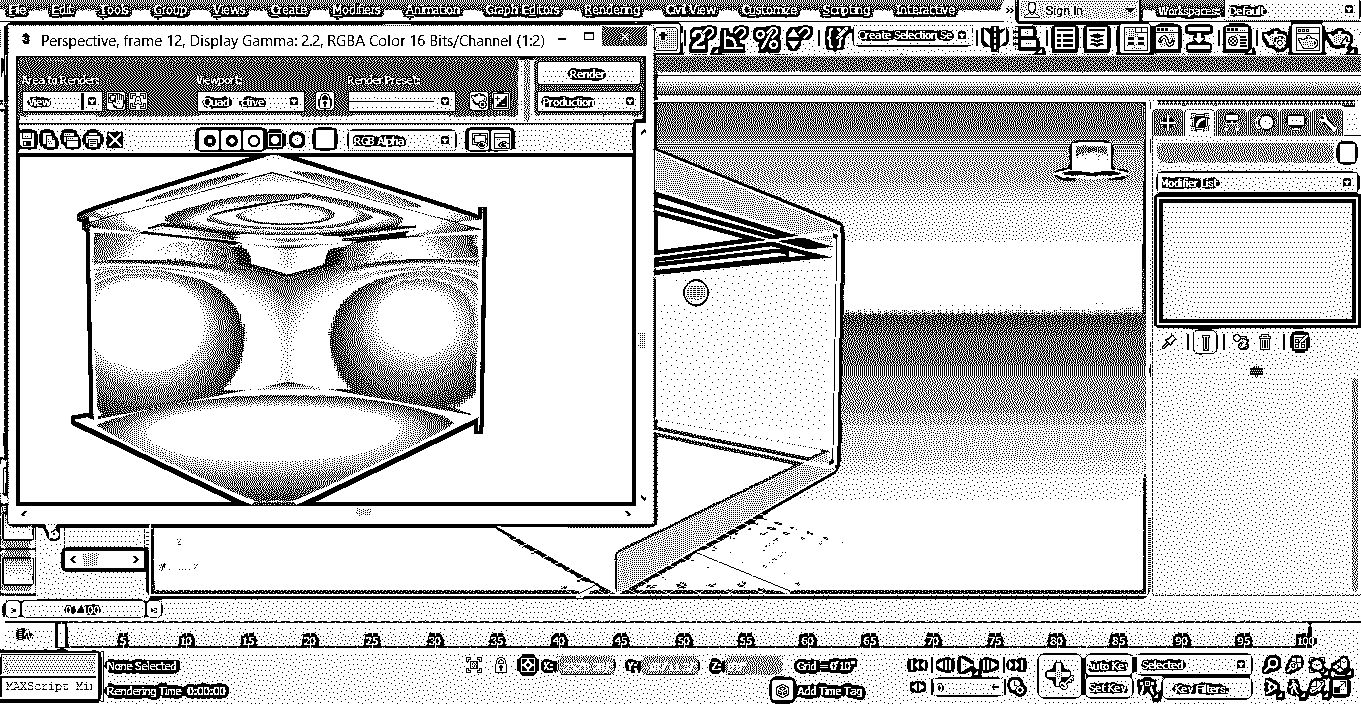 File Edit Tools Group Views Create Modifiers Animation Graph Editors Rendering Civil View Customize Scripting Interactive
Sign In
Workspaces: Default
Perspective, frame 12, Display Gamma: 2.2, RGBA Color 16 Bits/Channel (1:2)
Create Selection Se
Area to Render:
Viewport:
Render Presets:
Render
View
Production
RGB Alpha
Modifier List
0 / 100
5 10 15 20 25 30 35 40 45 50 55 60 65 70 75 80 85 90 95 100
None Selected
X: Y: Z:
Grid = 0'10"
Auto Key
Selected
MAXScript Mi
Rendering Time 0:00:00
Add Time Tag
0
Set Key
Key Filters...